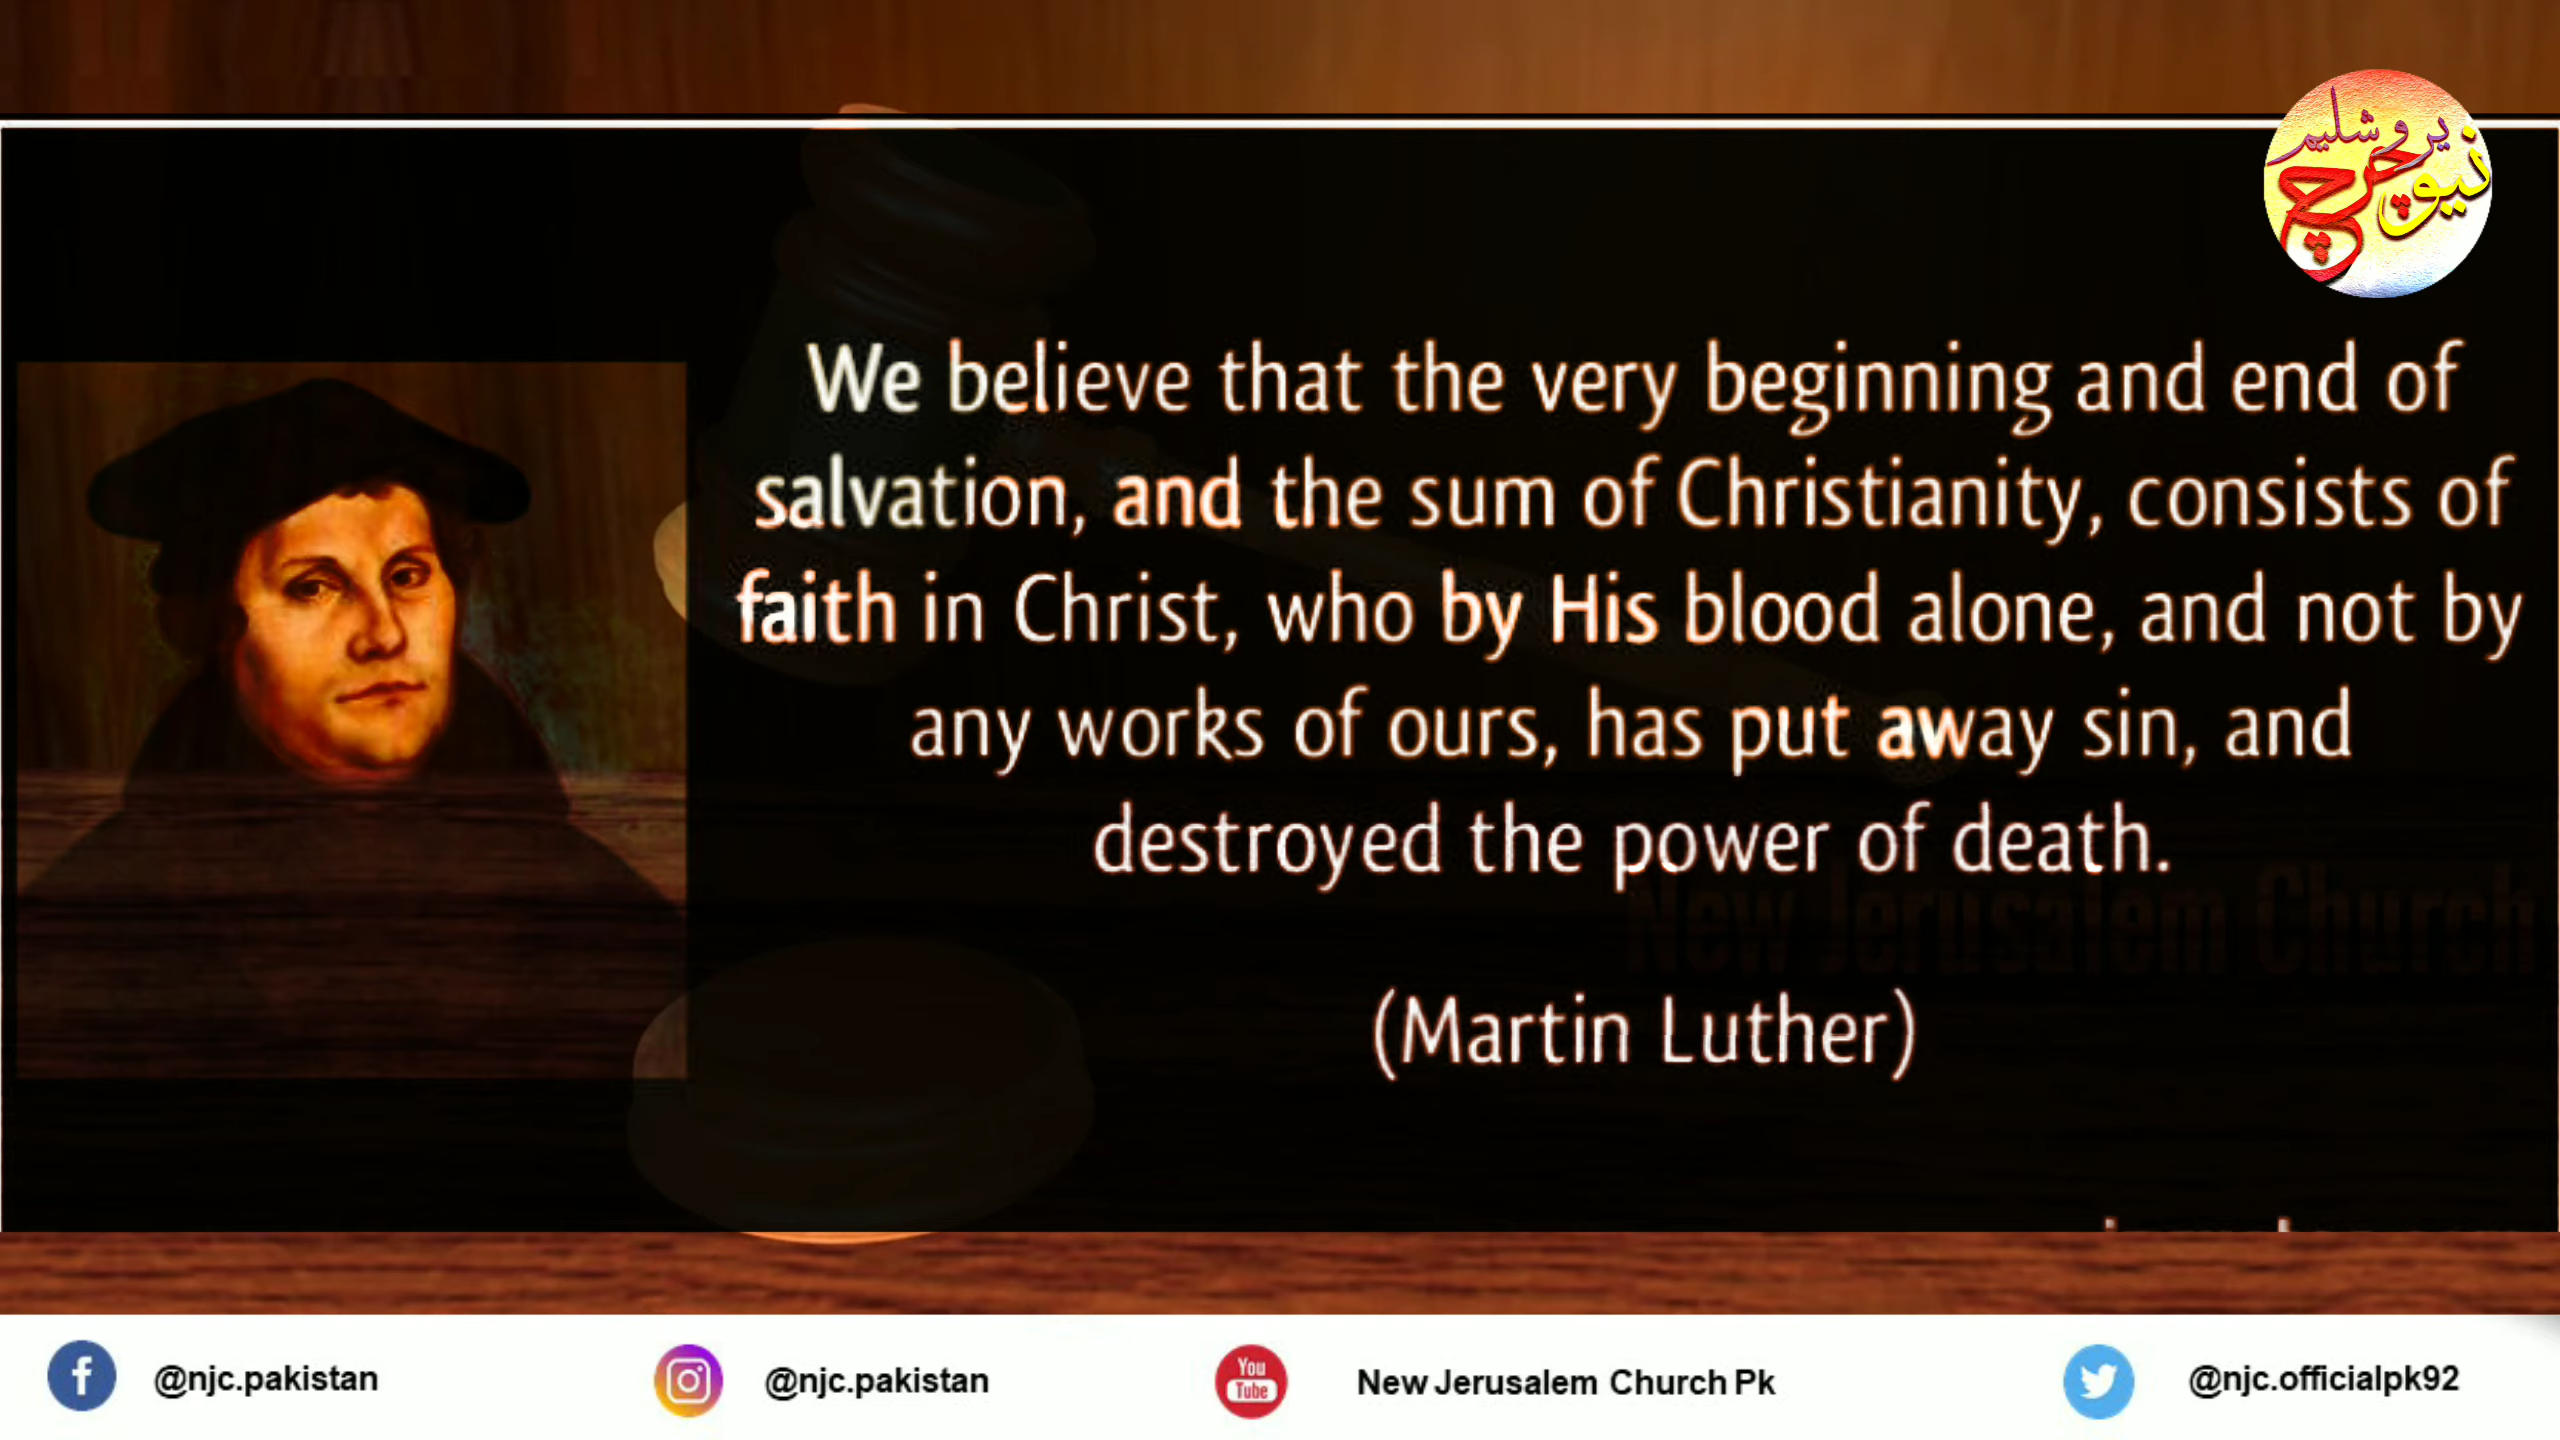 نیو یروشلیم چرچ
We believe that the very beginning and end of
salvation, and the sum of Christianity, consists of
faith in Christ, who by His blood alone, and not by
any works of ours, has put away sin, and
destroyed the power of death.
New Jerusalem Church
(Martin Luther)
@njc.pakistan
@njc.pakistan
You
Tube
New Jerusalem Church Pk
@njc.officialpk92